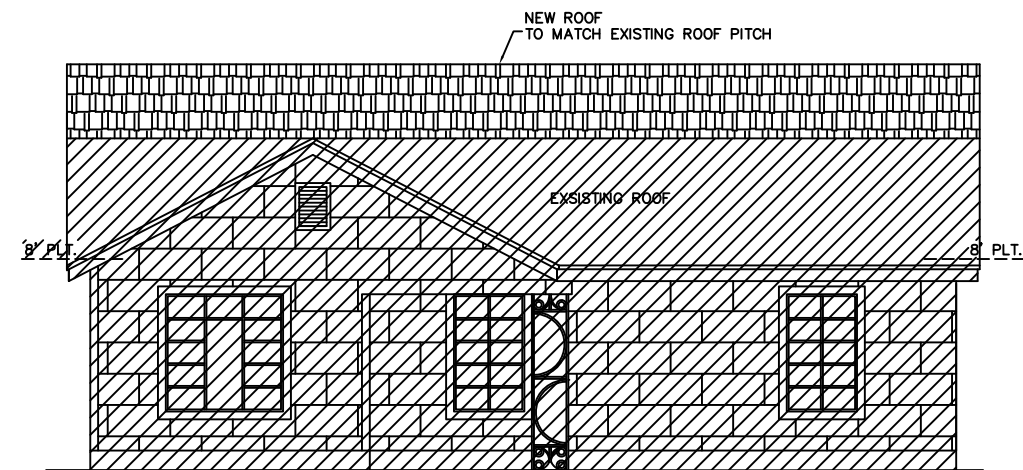 NEW ROOF
TO MATCH EXISTING ROOF PITCH
EXSISTING ROOF
8' PLT.
8' PLT.